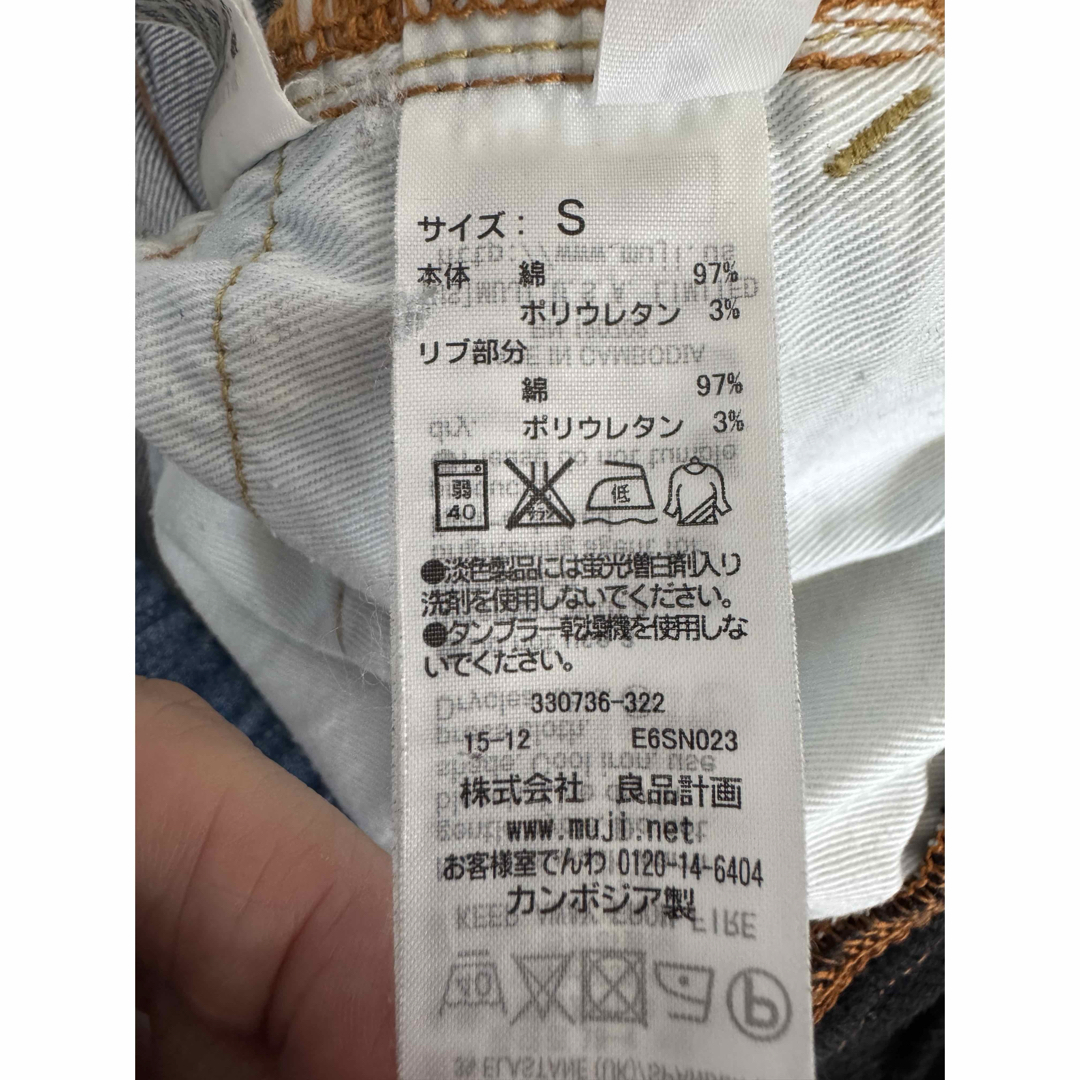 サイズ： S
本体 綿 97%
ポリウレタン 3%
リブ部分
綿 97%
ポリウレタン 3%
弱 40
低
●淡色製品には蛍光増白剤入り
洗剤を使用しないでください。
●タンブラー乾燥機を使用しな
いでください。
330736-322
15-12 E6SN023
株式会社 良品計画
www.muji.net
お客様室でんわ 0120-14-6404
カンボジア製